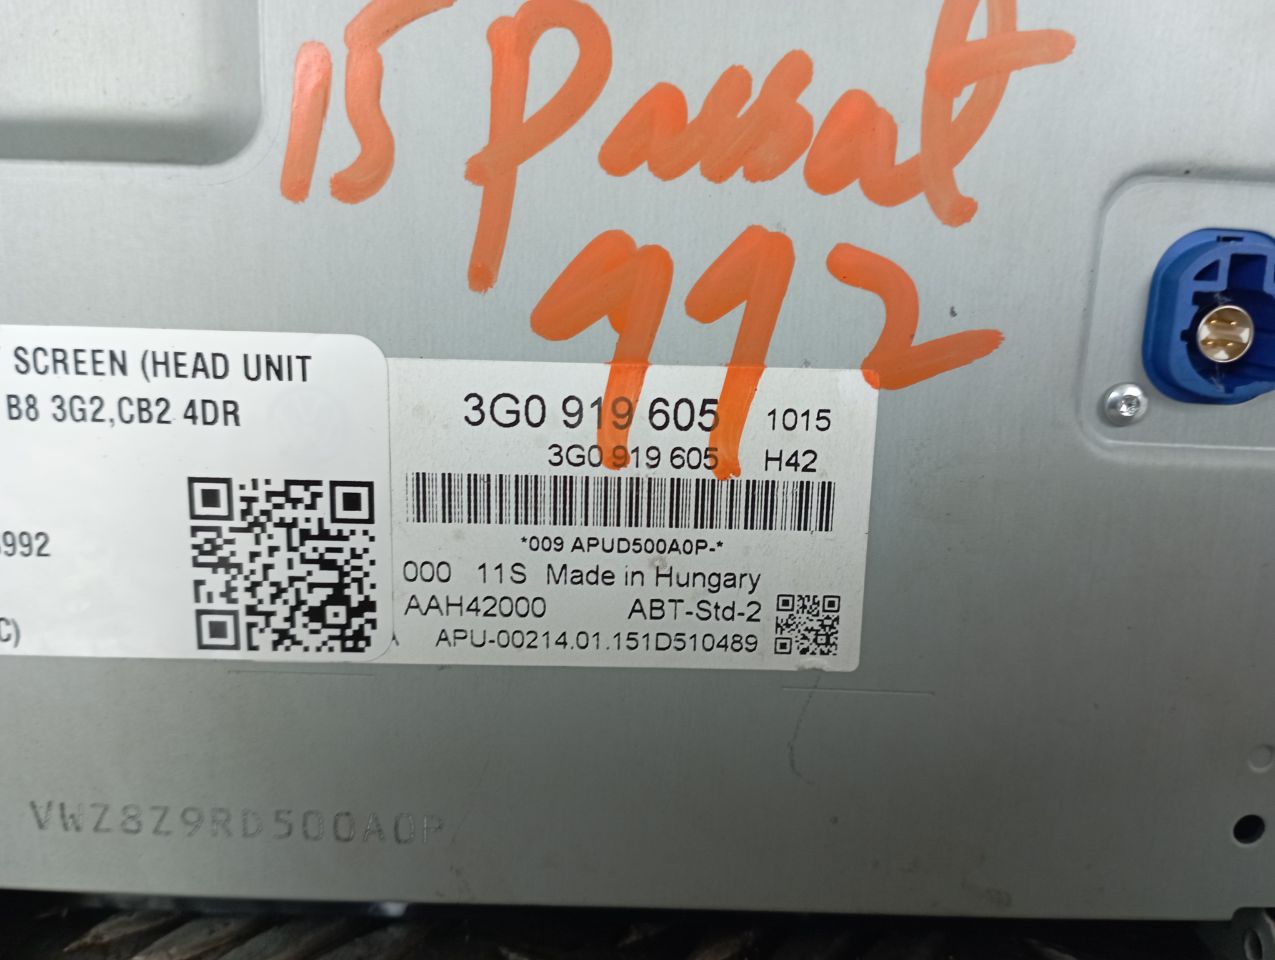 15 Passat
992
SCREEN (HEAD UNIT
B8 3G2,CB2 4DR
992
C)
3G0 919 605 1015
3G0 919 605 H42
*009 APUD500A0P-*
000 11S Made in Hungary
AAH42000 ABT-Std-2
APU-00214.01.151D510489
VWZ8Z9RD500A0P